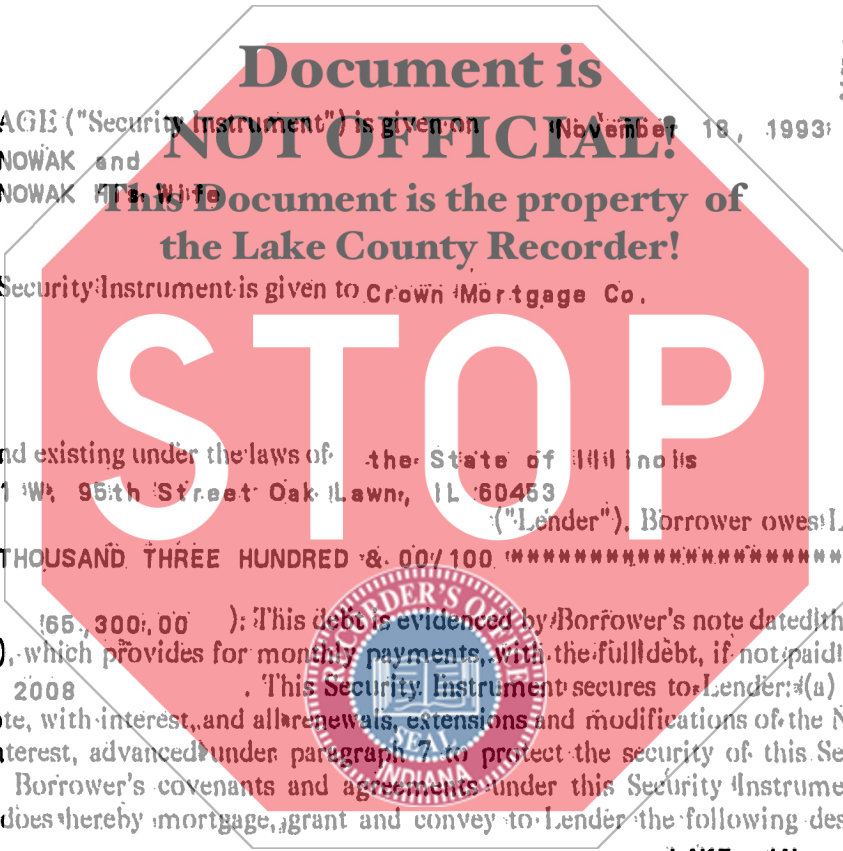 Document is
AGE ("Security Instrument") is given on November 18, 1993
NOT OFFICIAL!
NOWAK and
NOWAK HIs Wife
This Document is the property of
the Lake County Recorder!
Security Instrument is given to Crown Mortgage Co.
STOP
nd existing under the laws of the State of Illinois
1 W. 95th Street Oak Lawn, IL 60453
("Lender"). Borrower owes L
THOUSAND THREE HUNDRED & 00/100 ########################
65,300.00 ). This debt is evidenced by Borrower's note dated th
), which provides for monthly payments, with the full debt, if not paid
2008 . This Security Instrument secures to Lender: (a)
te, with interest, and all renewals, extensions and modifications of the N
terest, advanced under paragraph 7 to protect the security of this Se
Borrower's covenants and agreements under this Security Instrume
does hereby mortgage, grant and convey to Lender the following des
RECORDER'S OFFICE
SEAL
INDIANA